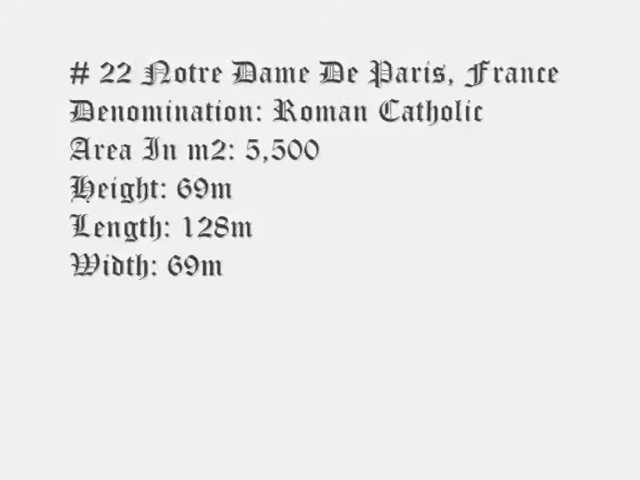 # 22 Notre Dame De Paris, France
Denomination: Roman Catholic
Area In m2: 5,500
Height: 69m
Length: 128m
Width: 69m